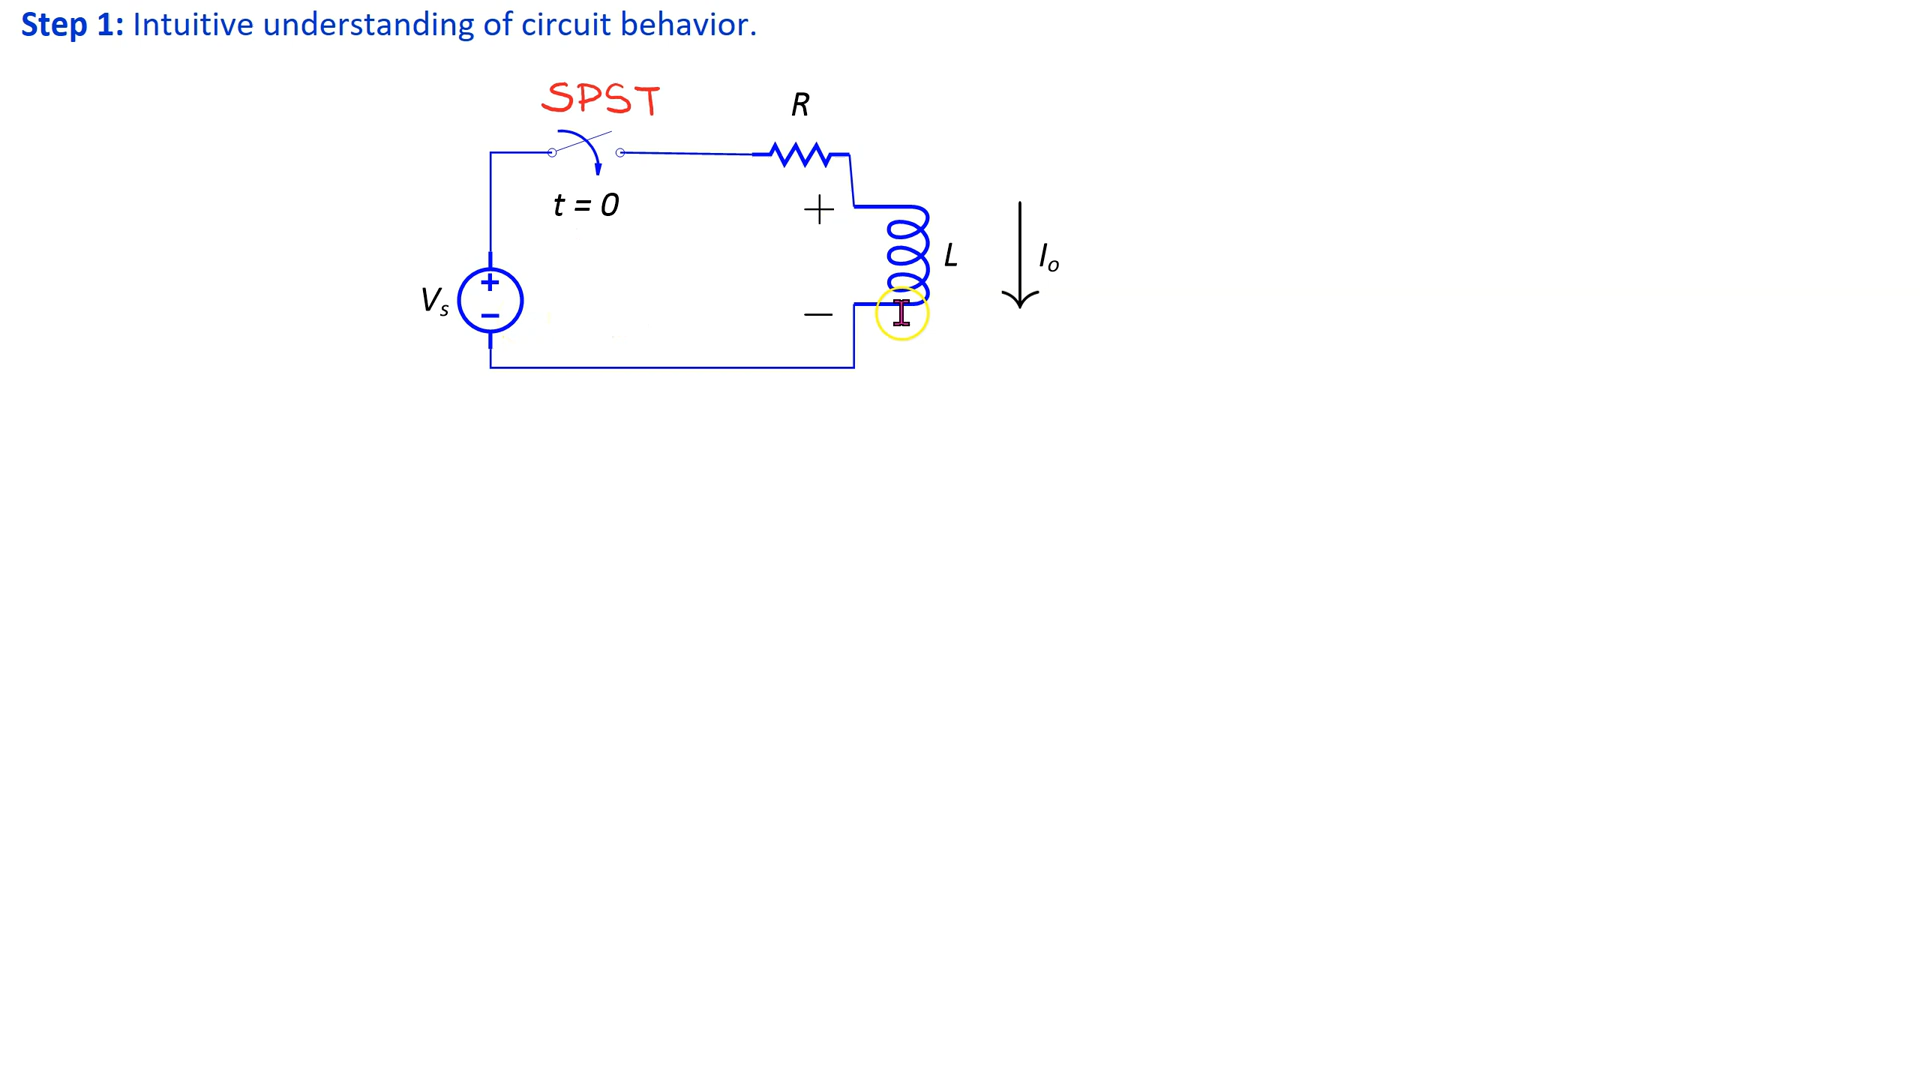 Step 1: Intuitive understanding of circuit behavior.
SPST
R
t = 0
+
L
Io
Vs
+
−
−